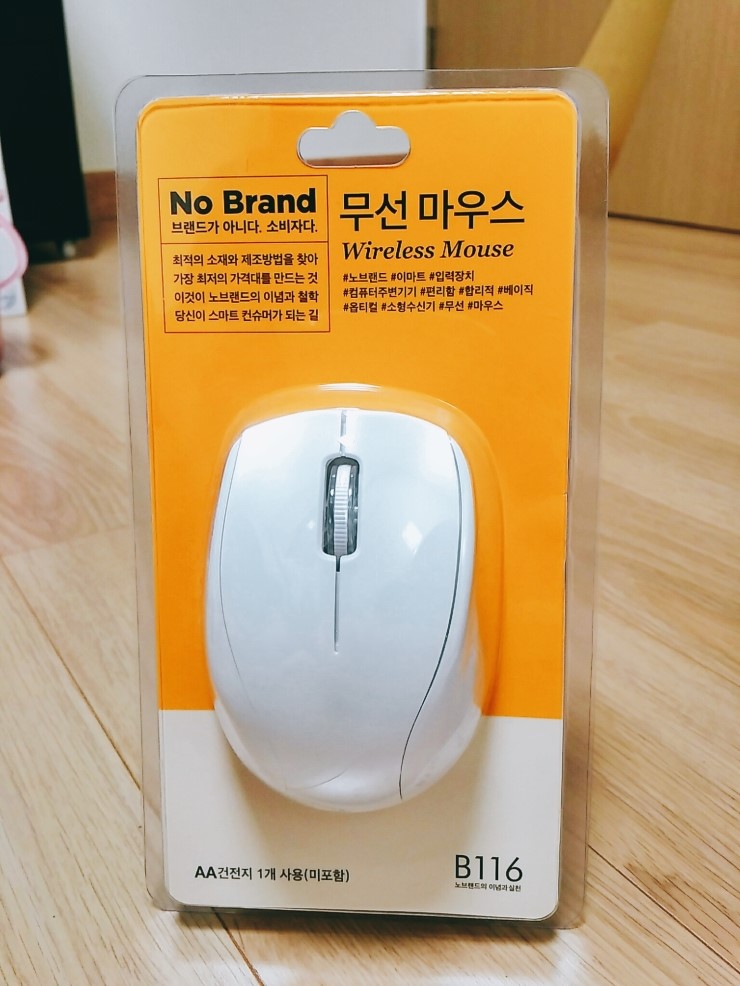 No Brand
브랜드가 아니다. 소비자다.
최적의 소재와 제조방법을 찾아
가장 최저의 가격대를 만드는 것
이것이 노브랜드의 이념과 철학
당신이 스마트 컨슈머가 되는 길
무선 마우스
Wireless Mouse
#노브랜드 #이마트 #입력장치
#컴퓨터주변기기 #편리함 #합리적 #베이직
#옵티컬 #소형수신기 #무선 #마우스
AA건전지 1개 사용(미포함)
B116
노브랜드의 이념과 실천